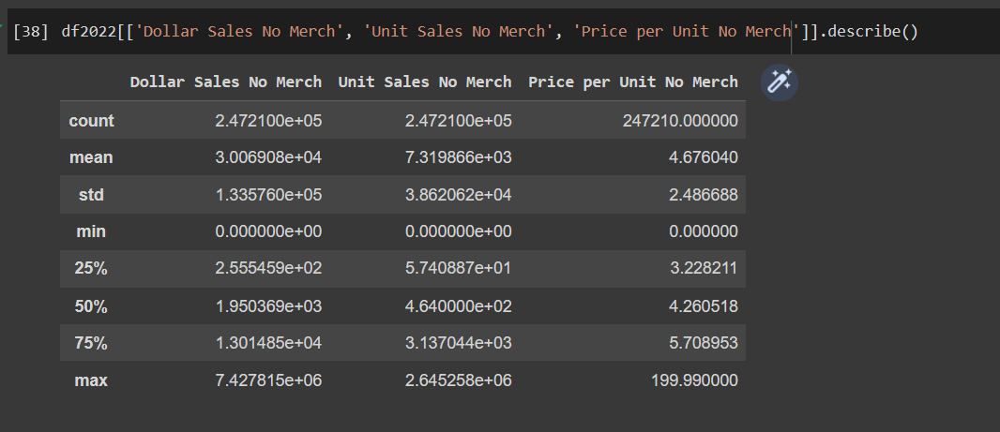 [38] df2022[['Dollar Sales No Merch', 'Unit Sales No Merch', 'Price per Unit No Merch']].describe()
Dollar Sales No Merch Unit Sales No Merch Price per Unit No Merch
count 2.472100e+05 2.472100e+05 247210.000000
mean 3.006908e+04 7.319866e+03 4.676040
std 1.335760e+05 3.862062e+04 2.486688
min 0.000000e+00 0.000000e+00 0.000000
25% 2.555459e+02 5.740887e+01 3.228211
50% 1.950369e+03 4.640000e+02 4.260518
75% 1.301485e+04 3.137044e+03 5.708953
max 7.427815e+06 2.645258e+06 199.990000